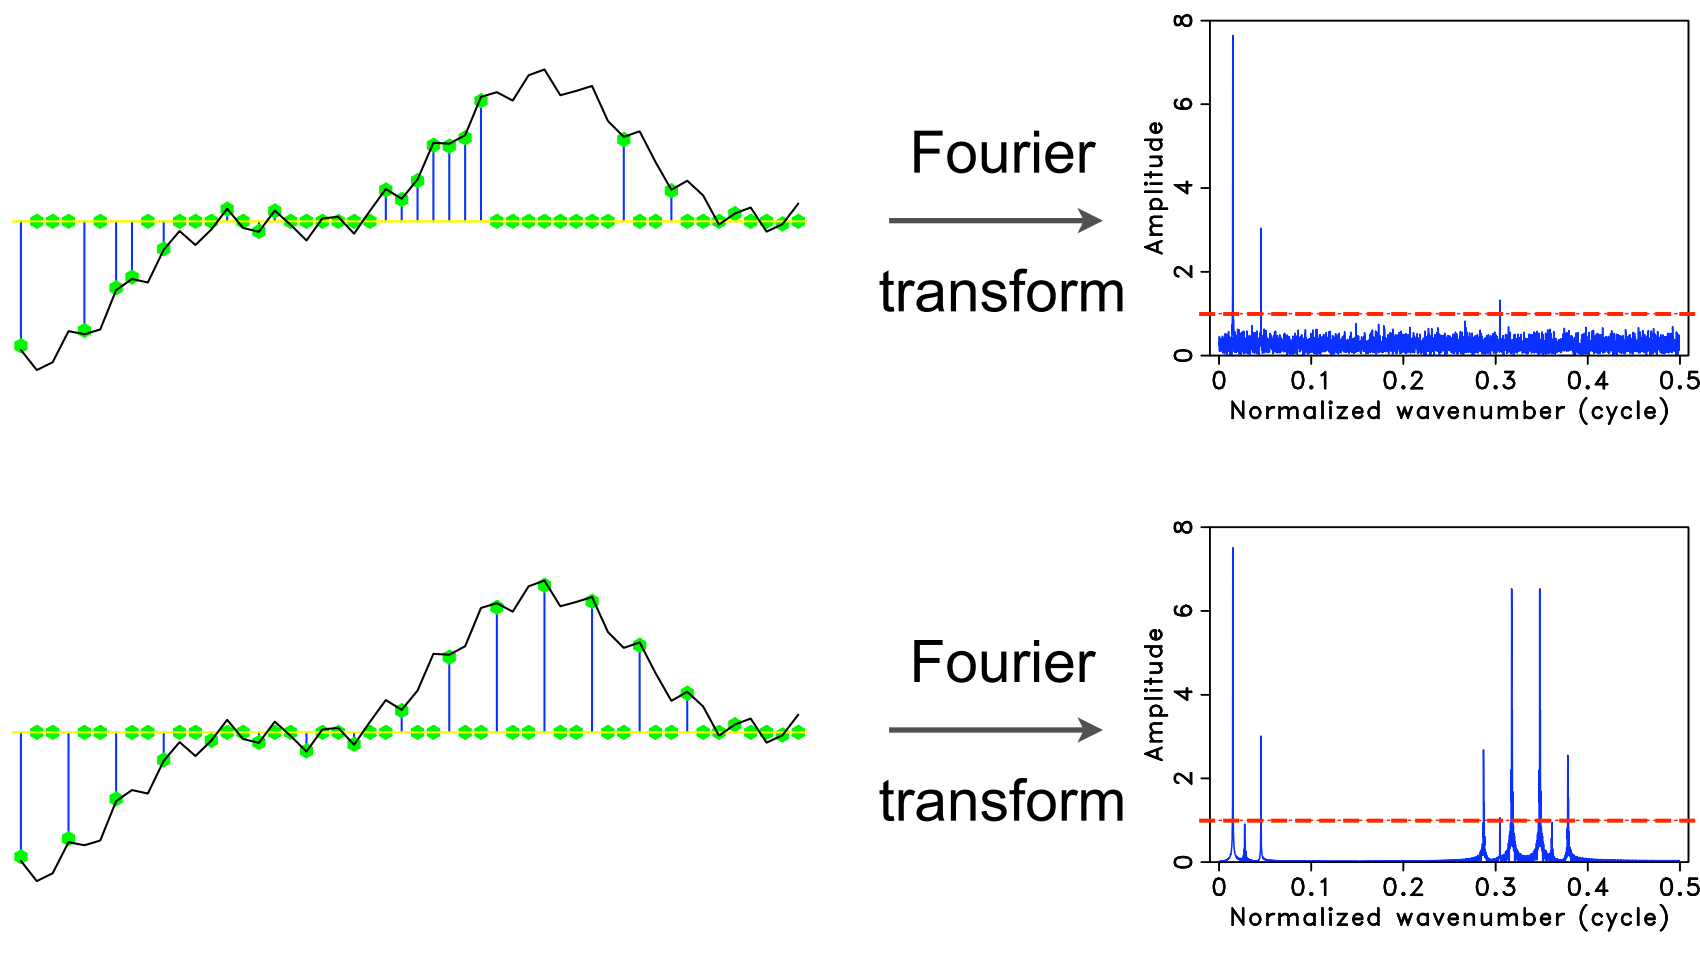 Fourier
transform
8
6
4
2
0
Amplitude
0 0.1 0.2 0.3 0.4 0.5
Normalized wavenumber (cycle)
Fourier
transform
8
6
4
2
0
Amplitude
0 0.1 0.2 0.3 0.4 0.5
Normalized wavenumber (cycle)